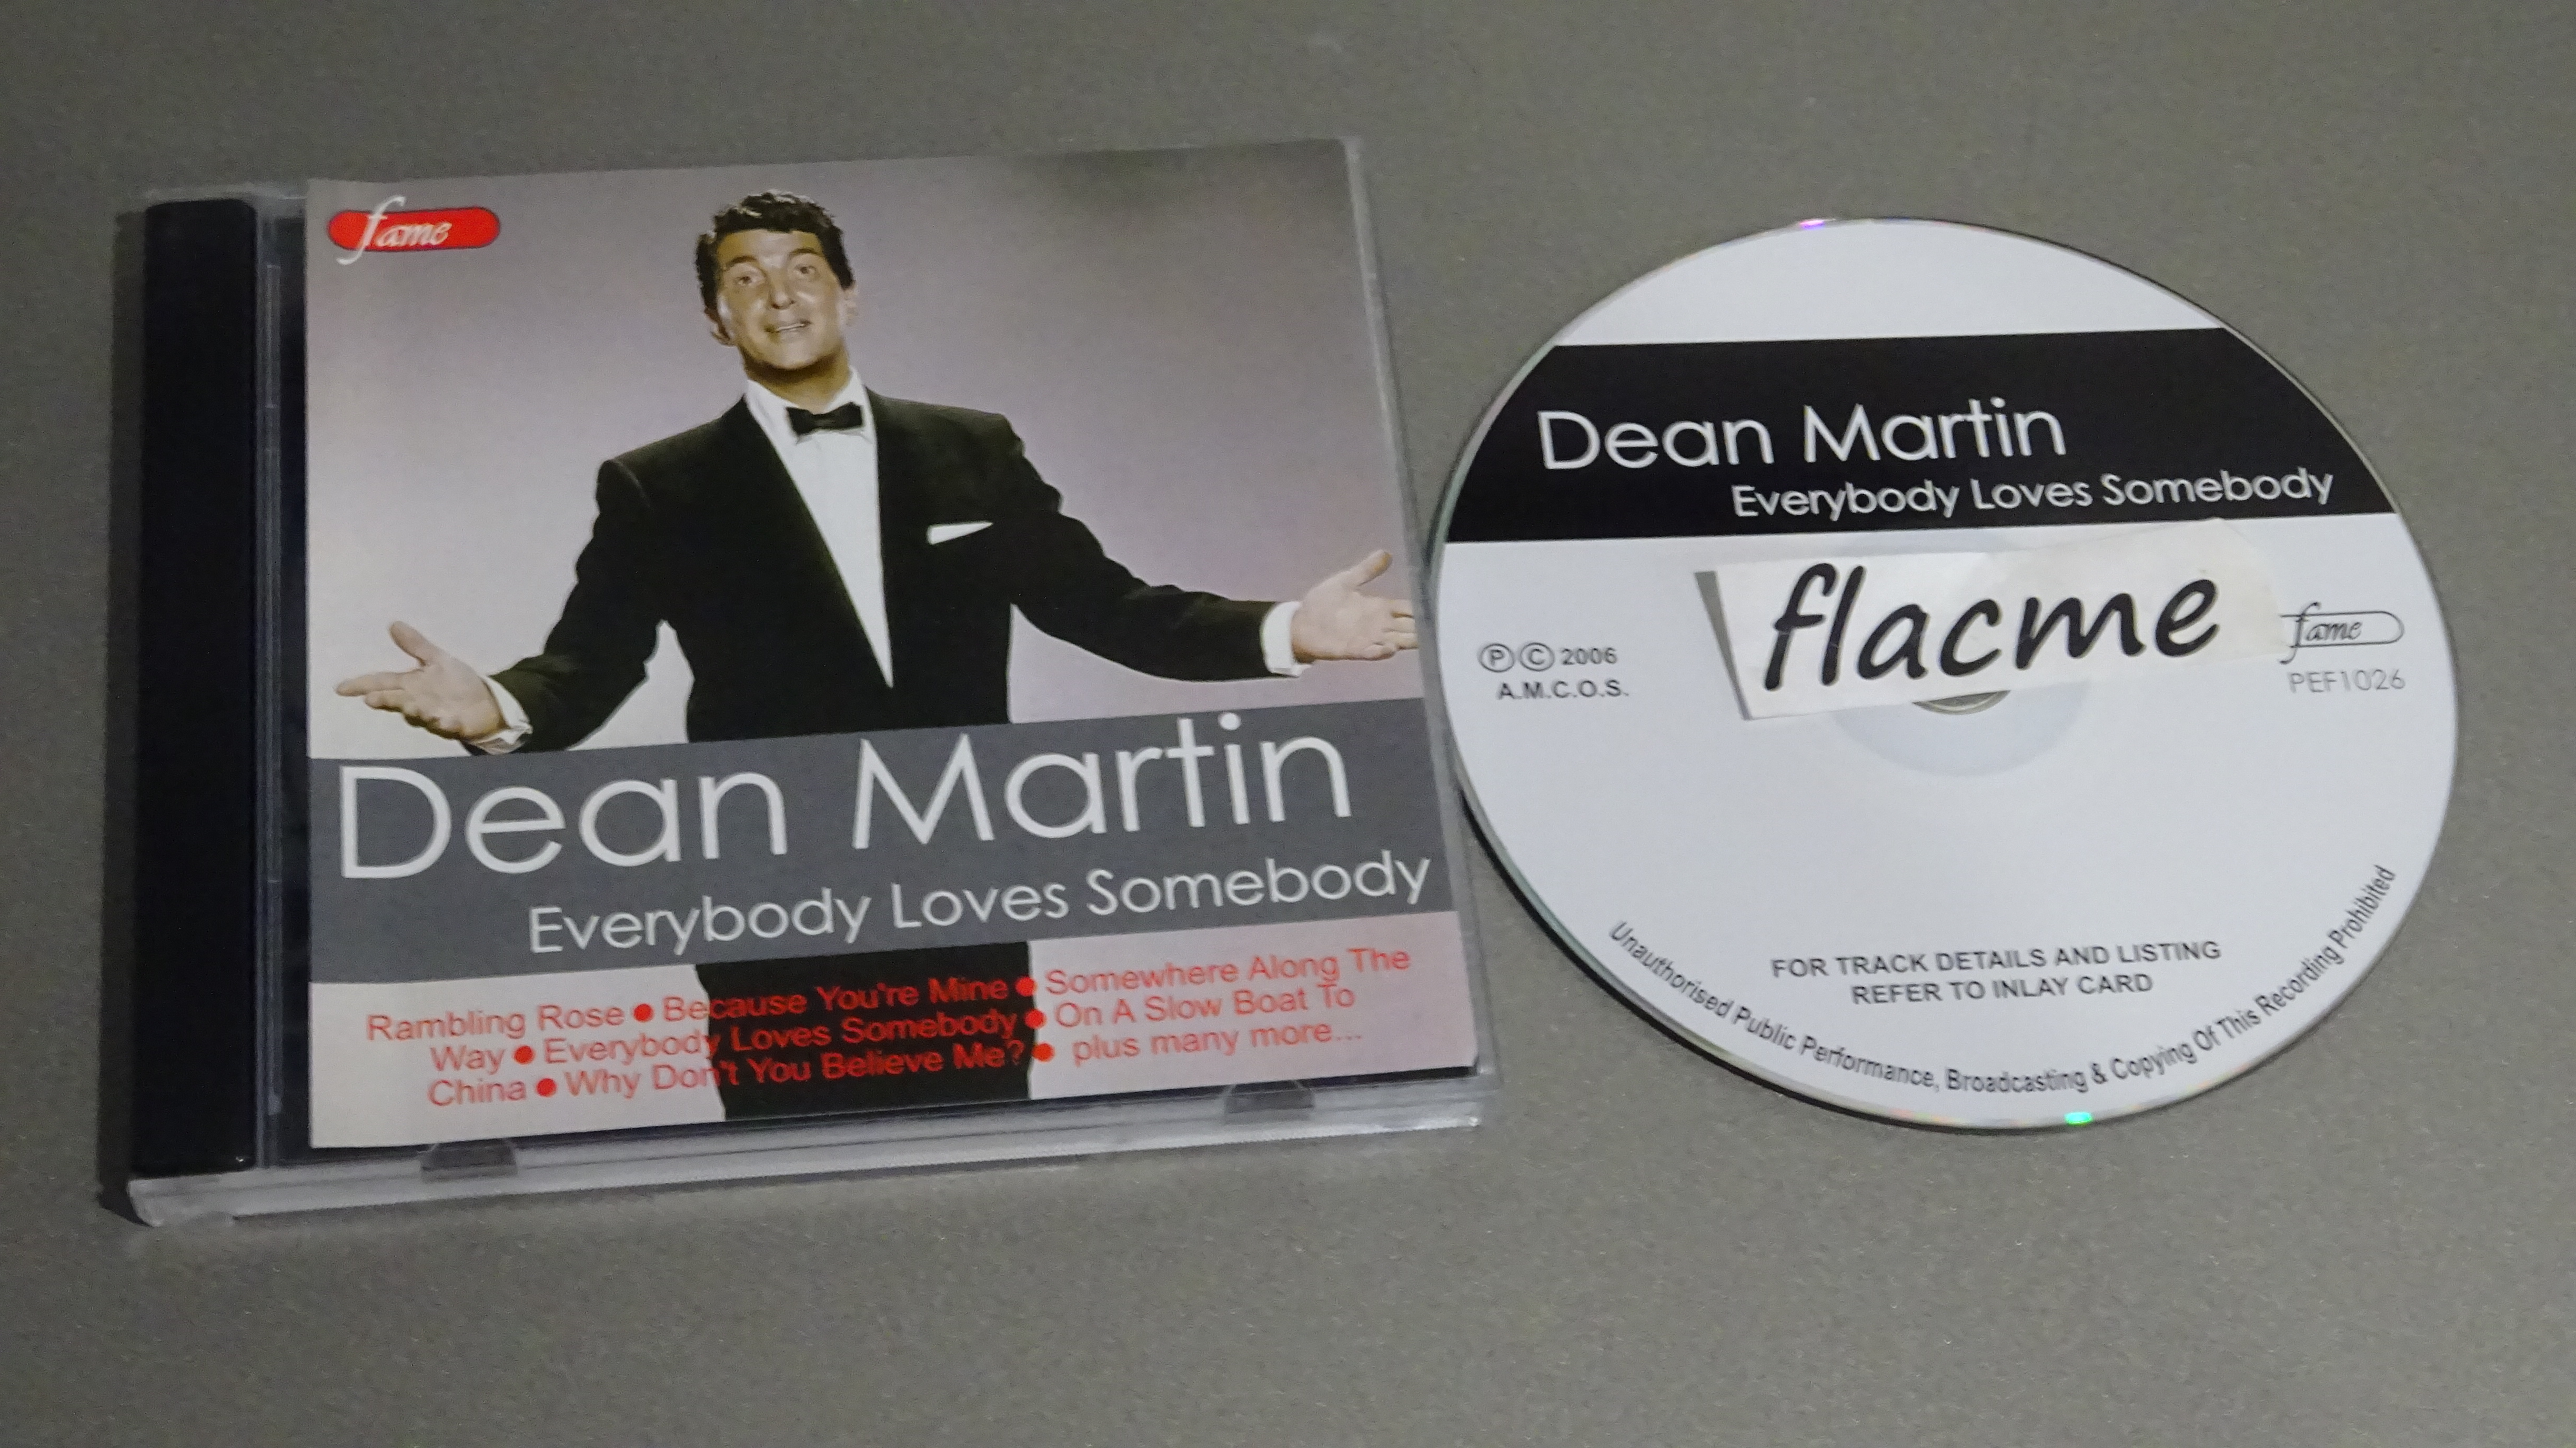 fame
Dean Martin
Everybody Loves Somebody
Rambling Rose ● Because You're Mine ● Somewhere Along The
Way ● Everybody Loves Somebody ● On A Slow Boat To
China ● Why Don't You Believe Me? ● plus many more...
Dean Martin
Everybody Loves Somebody
flacme
Ⓟ Ⓒ 2006
A.M.C.O.S.
fame
PEF1026
FOR TRACK DETAILS AND LISTING
REFER TO INLAY CARD
Unauthorised Public Performance, Broadcasting & Copying Of This Recording Prohibited